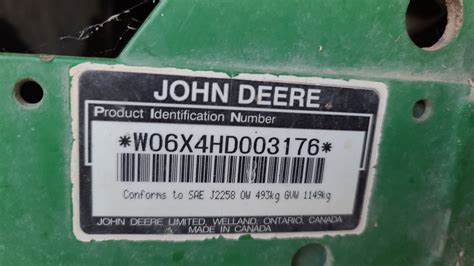 JOHN DEERE
Product Identification Number
*W06X4HD003176*
Conforms to SAE J2258 OW 493kg GVW 1149kg
JOHN DEERE LIMITED, WELLAND, ONTARIO, CANADA
MADE IN CANADA